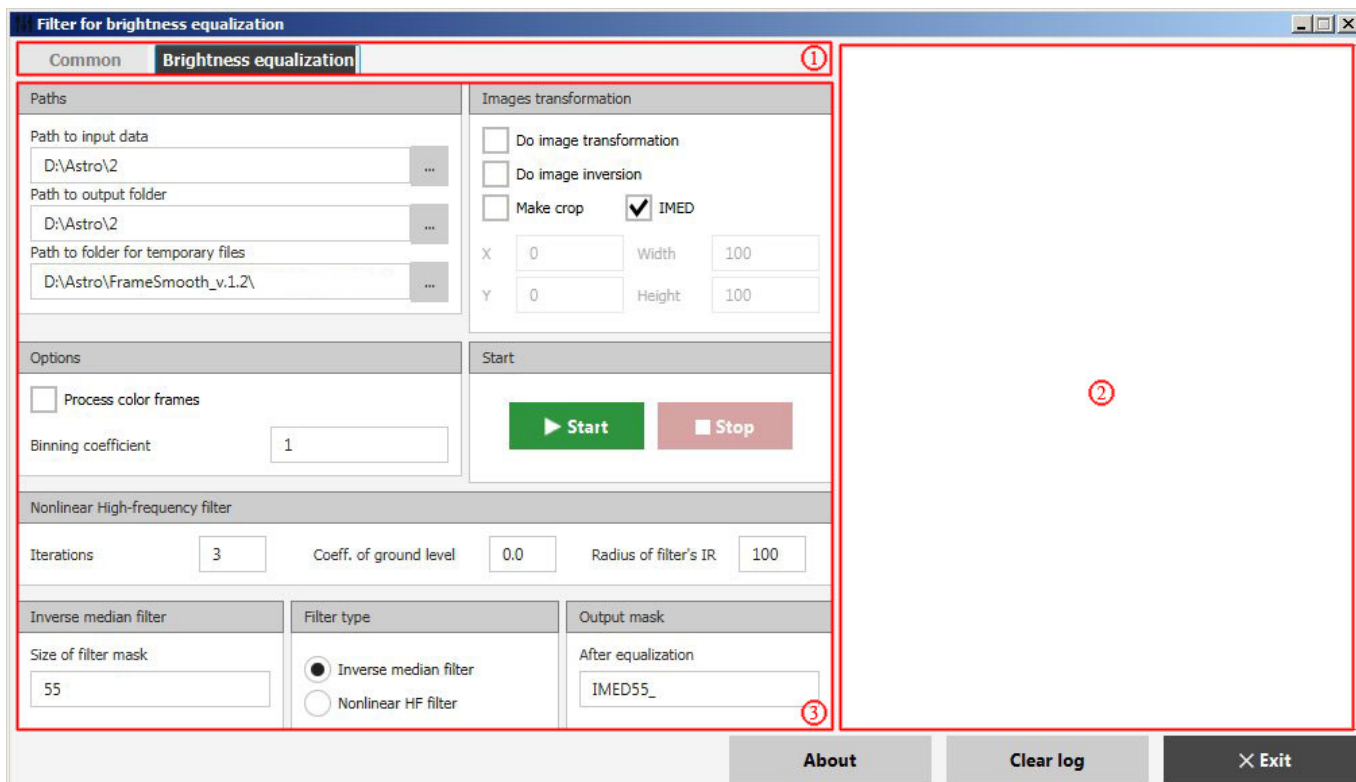 Filter for brightness equalization
Common Brightness equalization ①
Paths
Path to input data
D:\Astro\2 ...
Path to output folder
D:\Astro\2 ...
Path to folder for temporary files
D:\Astro\FrameSmooth_v.1.2\ ...
Images transformation
Do image transformation
Do image inversion
Make crop IMED
X 0 Width 100
Y 0 Height 100
Options
Process color frames
Binning coefficient 1
Start
Start Stop
Nonlinear High-frequency filter
Iterations 3 Coeff. of ground level 0.0 Radius of filter's IR 100
Inverse median filter
Size of filter mask
55
Filter type
Inverse median filter
Nonlinear HF filter
Output mask
After equalization
IMED55_
③
②
About Clear log Exit